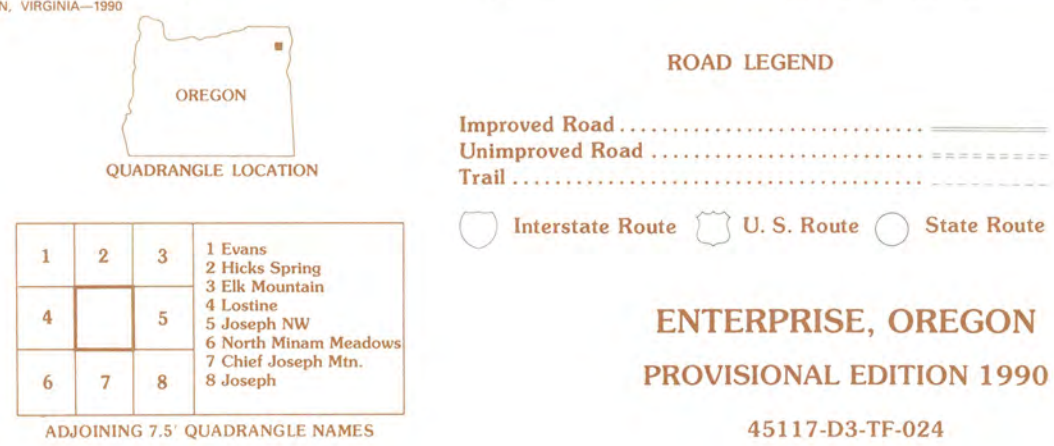 N, VIRGINIA—1990
OREGON
QUADRANGLE LOCATION
1 2 3
4 5
6 7 8
1 Evans
2 Hicks Spring
3 Elk Mountain
4 Lostine
5 Joseph NW
6 North Minam Meadows
7 Chief Joseph Mtn.
8 Joseph
ADJOINING 7.5' QUADRANGLE NAMES
ROAD LEGEND
Improved Road
Unimproved Road
Trail
Interstate Route U. S. Route State Route
ENTERPRISE, OREGON
PROVISIONAL EDITION 1990
45117-D3-TF-024